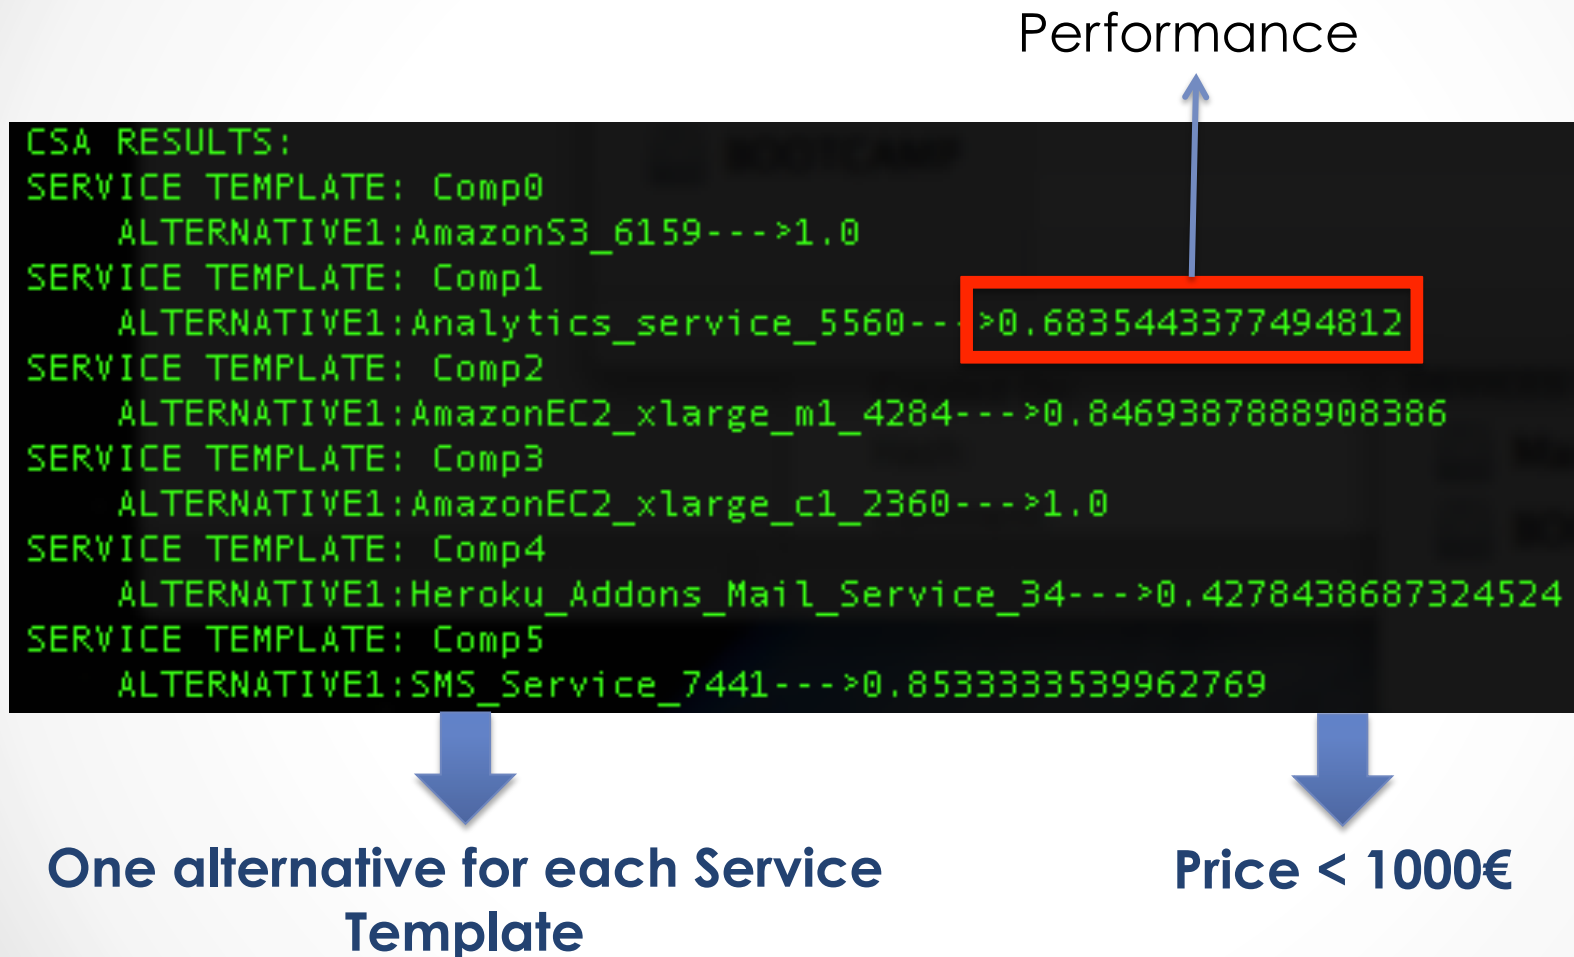 Performance
CSA RESULTS:
SERVICE TEMPLATE: Comp0
ALTERNATIVE1:AmazonS3_6159--->1.0
SERVICE TEMPLATE: Comp1
ALTERNATIVE1:Analytics_service_5560--->0.6835443377494812
SERVICE TEMPLATE: Comp2
ALTERNATIVE1:AmazonEC2_xlarge_m1_4284--->0.8469387888908386
SERVICE TEMPLATE: Comp3
ALTERNATIVE1:AmazonEC2_xlarge_c1_2360--->1.0
SERVICE TEMPLATE: Comp4
ALTERNATIVE1:Heroku_Addons_Mail_Service_34--->0.4278438687324524
SERVICE TEMPLATE: Comp5
ALTERNATIVE1:SMS_Service_7441--->0.8533333539962769
One alternative for each Service
Template
Price < 1000€